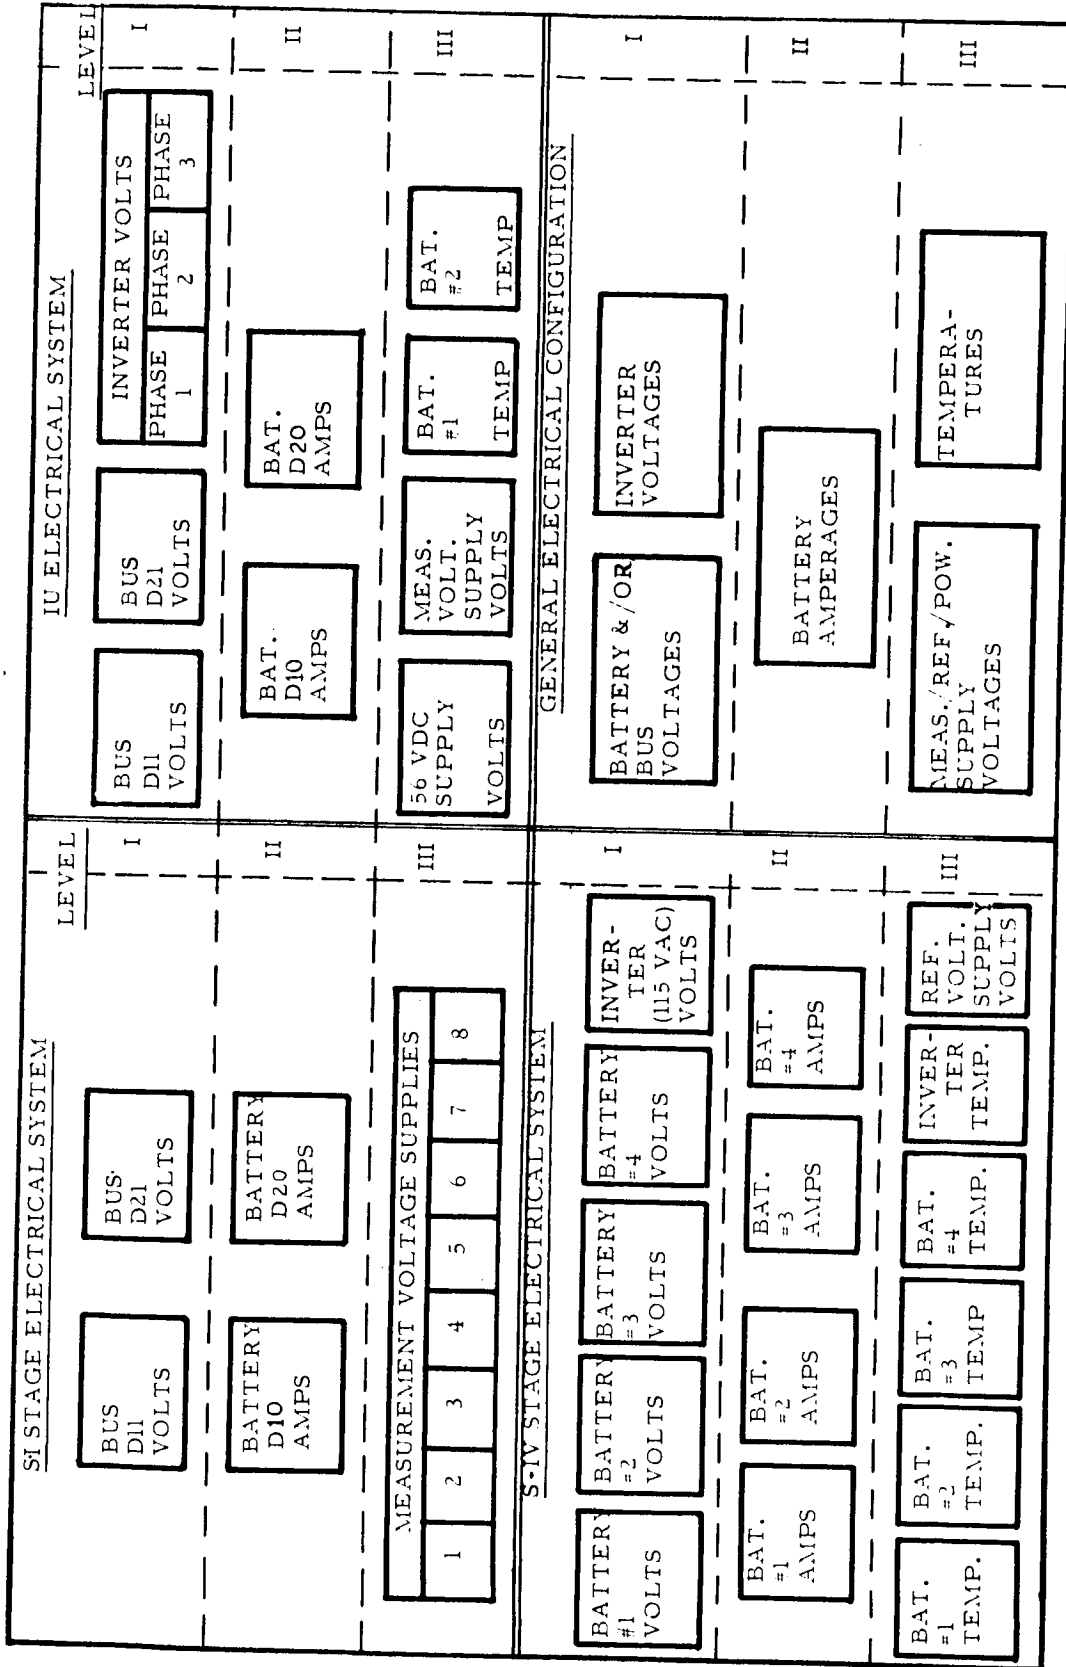 S-I STAGE ELECTRICAL SYSTEM
LEVEL
BUS
D11
VOLTS
BUS
D21
VOLTS
I
BATTERY
D10
AMPS
BATTERY
D20
AMPS
II
MEASUREMENT VOLTAGE SUPPLIES
1 2 3 4 5 6 7 8
III
IU ELECTRICAL SYSTEM
LEVEL
BUS
D11
VOLTS
BUS
D21
VOLTS
INVERTER VOLTS
PHASE
1
PHASE
2
PHASE
3
I
BAT.
D10
AMPS
BAT.
D20
AMPS
II
56 VDC
SUPPLY
VOLTS
MEAS.
VOLT.
SUPPLY
VOLTS
BAT.
#1
TEMP
BAT.
#2
TEMP
III
S-IV STAGE ELECTRICAL SYSTEM
BATTERY
#1
VOLTS
BATTERY
#2
VOLTS
BATTERY
#3
VOLTS
BATTERY
#4
VOLTS
INVER-
TER
(115 VAC)
VOLTS
I
BAT.
#1
AMPS
BAT.
#2
AMPS
BAT.
#3
AMPS
BAT.
#4
AMPS
II
BAT.
#1
TEMP.
BAT.
#2
TEMP.
BAT.
#3
TEMP
BAT.
#4
TEMP.
INVER-
TER
TEMP.
REF.
VOLT.
SUPPLY
VOLTS
III
GENERAL ELECTRICAL CONFIGURATION
BATTERY &/OR
BUS
VOLTAGES
INVERTER
VOLTAGES
I
BATTERY
AMPERAGES
II
MEAS./REF./POW.
SUPPLY
VOLTAGES
TEMPERA-
TURES
III